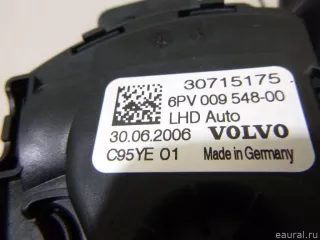 30715175
6PV 009 548-00
LHD Auto
30.06.2006 VOLVO
C95YE 01 Made in Germany
eaural.ru